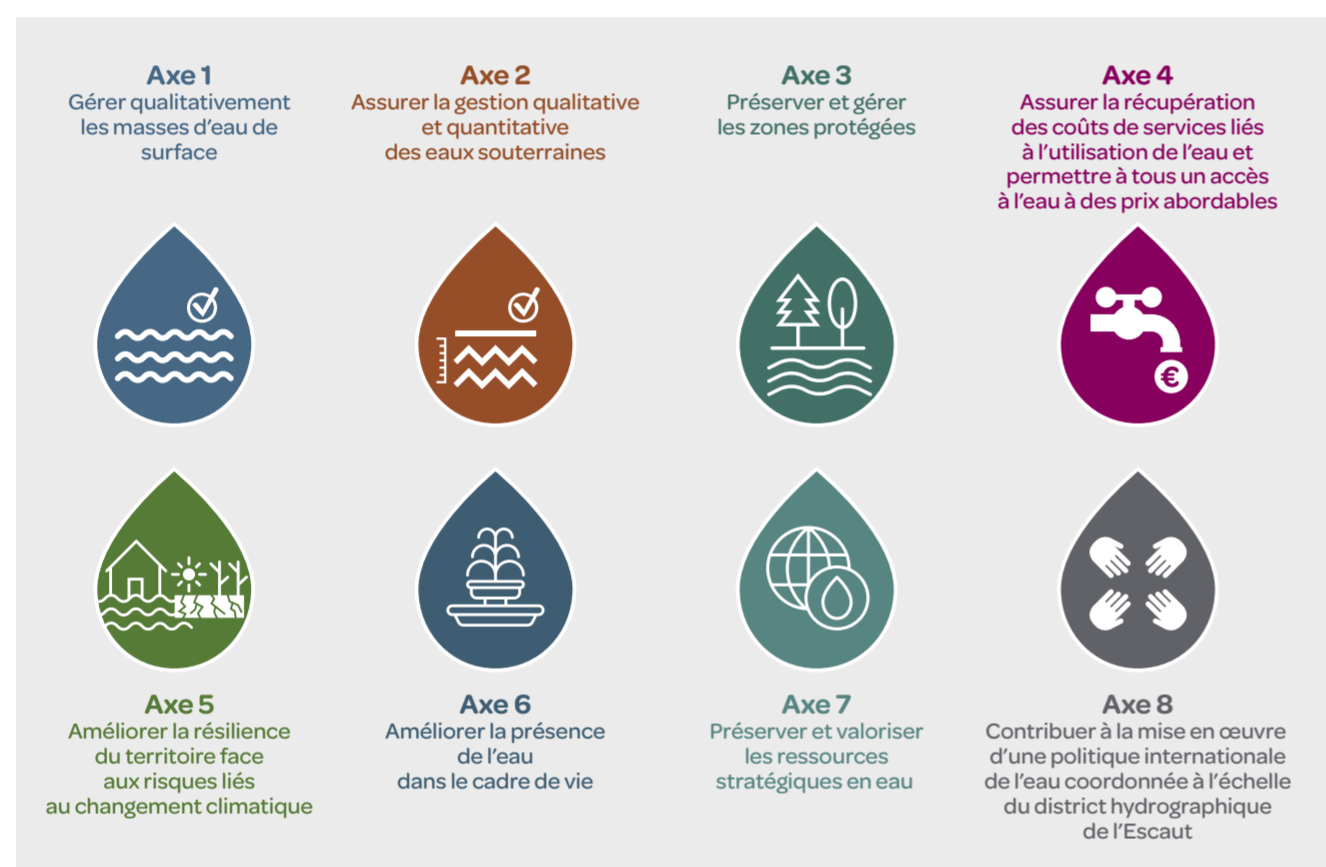 Axe 1
Gérer qualitativement
les masses d'eau de
surface
Axe 2
Assurer la gestion qualitative
et quantitative
des eaux souterraines
Axe 3
Préserver et gérer
les zones protégées
Axe 4
Assurer la récupération
des coûts de services liés
à l'utilisation de l'eau et
permettre à tous un accès
à l'eau à des prix abordables
€
Axe 5
Améliorer la résilience
du territoire face
aux risques liés
au changement climatique
Axe 6
Améliorer la présence
de l'eau
dans le cadre de vie
Axe 7
Préserver et valoriser
les ressources
stratégiques en eau
Axe 8
Contribuer à la mise en œuvre
d'une politique internationale
de l'eau coordonnée à l'échelle
du district hydrographique
de l'Escaut